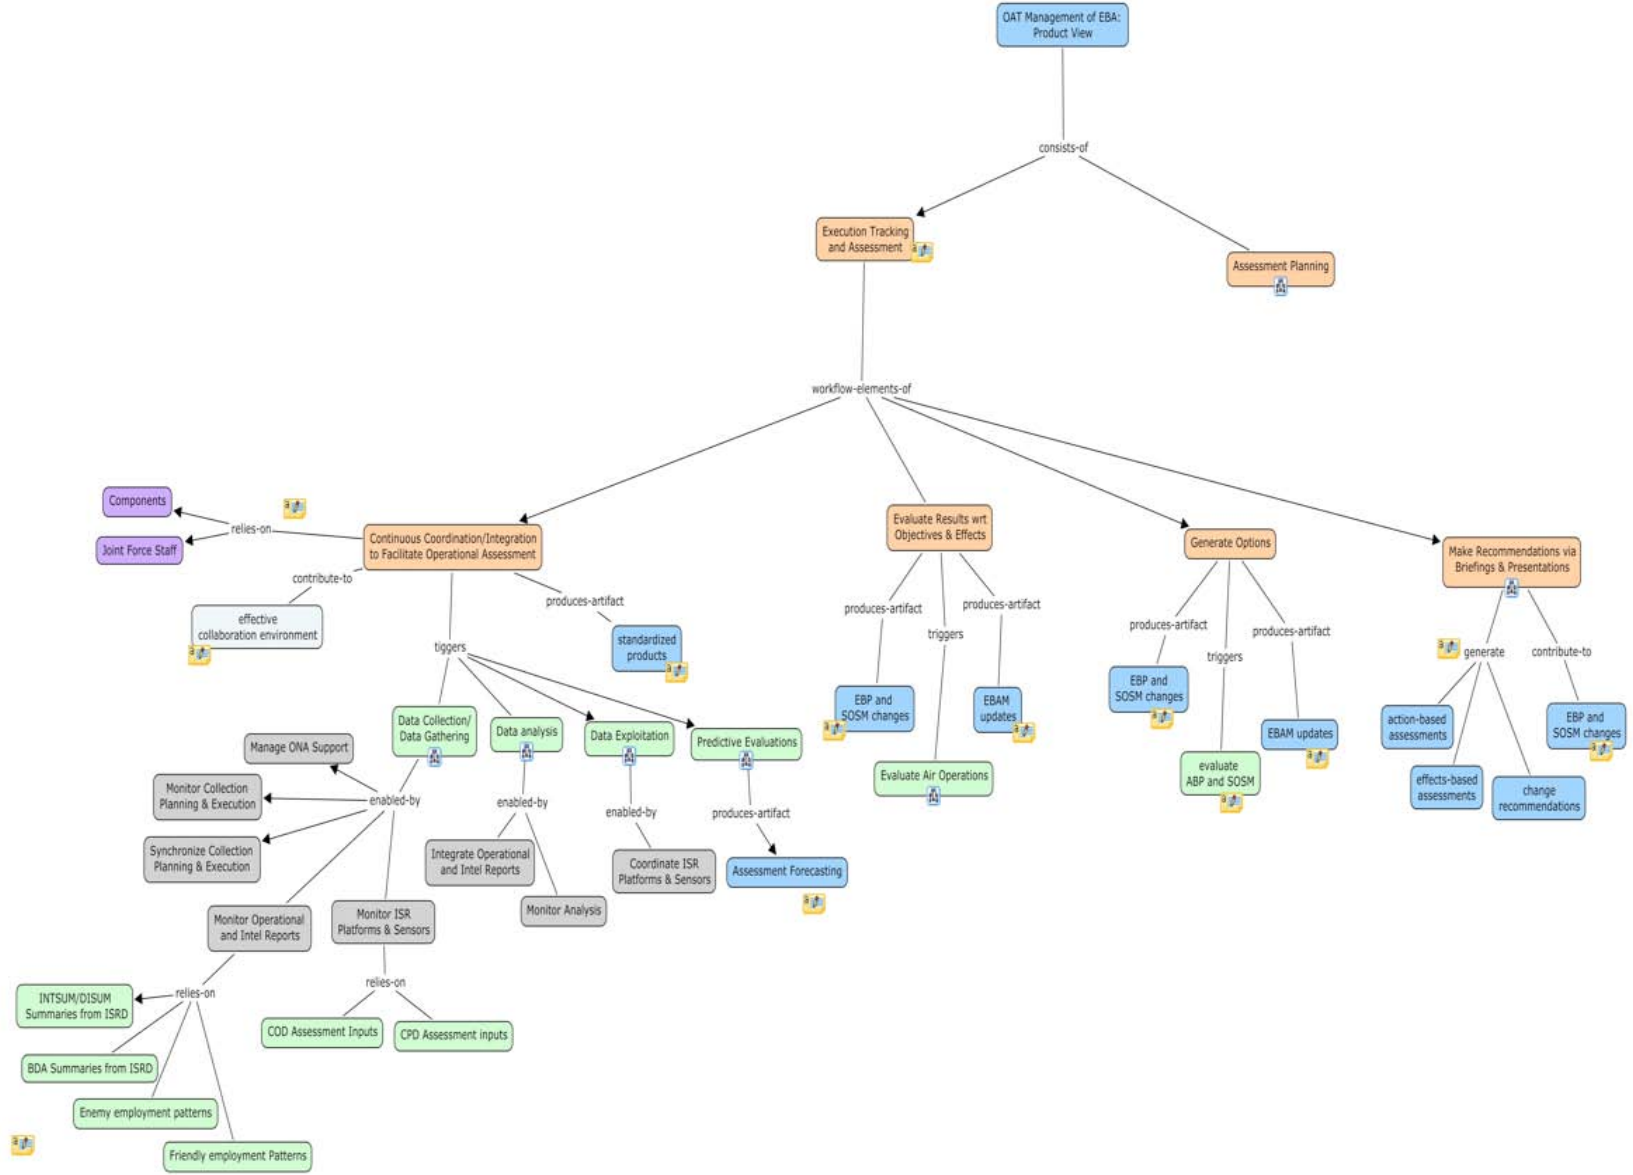 OAT Management of EBA:
Product View
consists-of
Execution Tracking
and Assessment
Assessment Planning
workflow-elements-of
Components
relies-on
Joint Force Staff
Continuous Coordination/Integration
to Facilitate Operational Assessment
contribute-to
effective
collaboration environment
produces-artifact
standardized
products
tiggers
Evaluate Results wrt
Objectives & Effects
produces-artifact
triggers
produces-artifact
EBP and
SOSM changes
EBAM
updates
Evaluate Air Operations
Generate Options
produces-artifact
triggers
produces-artifact
EBP and
SOSM changes
EBAM updates
evaluate
ABP and SOSM
Make Recommendations via
Briefings & Presentations
generate
contribute-to
action-based
assessments
effects-based
assessments
change
recommendations
EBP and
SOSM changes
Data Collection/
Data Gathering
Data analysis
Data Exploitation
Predictive Evaluations
Manage ONA Support
Monitor Collection
Planning & Execution
enabled-by
Synchronize Collection
Planning & Execution
enabled-by
enabled-by
produces-artifact
Integrate Operational
and Intel Reports
Monitor Analysis
Coordinate ISR
Platforms & Sensors
Assessment Forecasting
Monitor Operational
and Intel Reports
Monitor ISR
Platforms & Sensors
relies-on
relies-on
INTSUM/DISUM
Summaries from ISRD
COD Assessment Inputs
CPD Assessment inputs
BDA Summaries from ISRD
Enemy employment patterns
Friendly employment Patterns